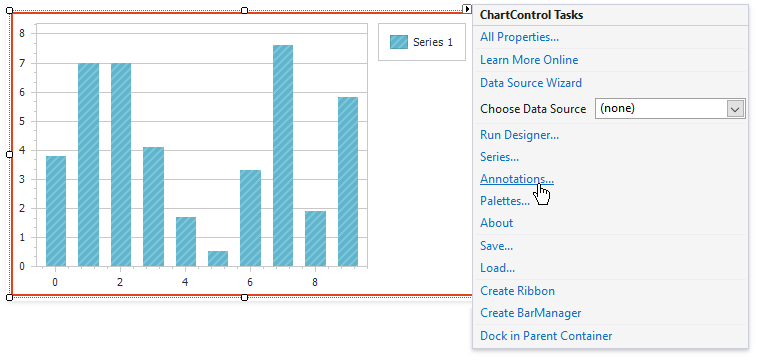 8
7
6
5
4
3
2
1
0
0 2 4 6 8
Series 1
ChartControl Tasks
All Properties...
Learn More Online
Data Source Wizard
Choose Data Source (none)
Run Designer...
Series...
Annotations...
Palettes...
About
Save...
Load...
Create Ribbon
Create BarManager
Dock in Parent Container